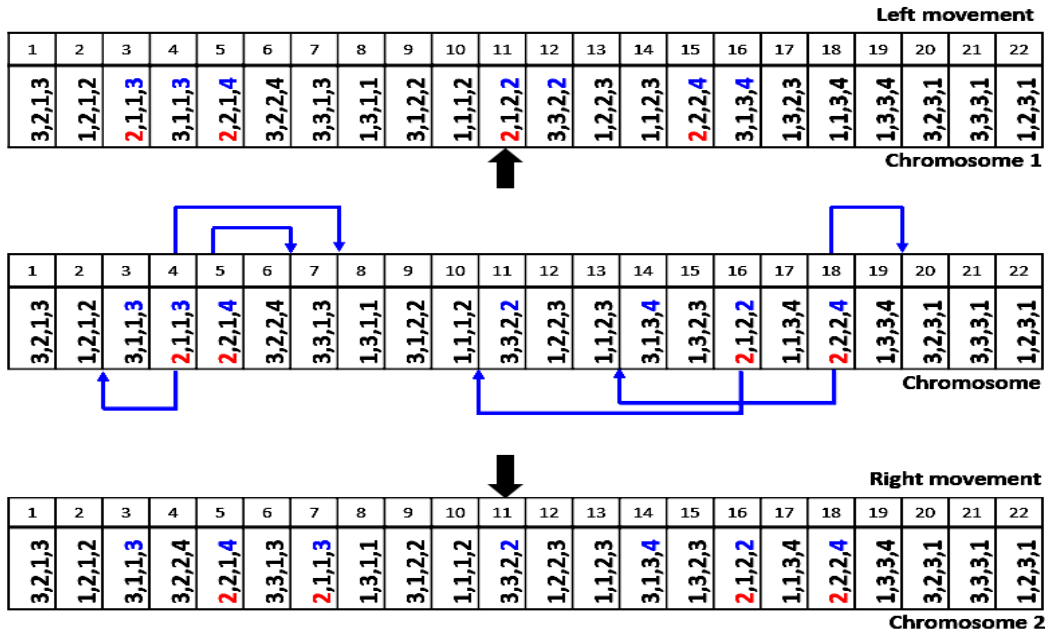 Left movement
1 2 3 4 5 6 7 8 9 10 11 12 13 14 15 16 17 18 19 20 21 22
3,2,1,3 1,2,1,2 2,1,1,3 3,1,1,3 2,2,1,4 3,2,2,4 3,3,1,3 1,3,1,1 3,1,2,2 1,1,1,2 2,1,2,2 3,3,2,2 1,2,2,3 1,1,2,3 2,2,2,4 3,1,3,4 1,3,2,3 1,1,3,4 1,3,3,4 3,2,3,1 3,3,3,1 1,2,3,1
Chromosome 1
1 2 3 4 5 6 7 8 9 10 11 12 13 14 15 16 17 18 19 20 21 22
3,2,1,3 1,2,1,2 3,1,1,3 2,1,1,3 2,2,1,4 3,2,2,4 3,3,1,3 1,3,1,1 3,1,2,2 1,1,1,2 3,3,2,2 1,2,2,3 1,1,2,3 3,1,3,4 1,3,2,3 2,1,2,2 1,1,3,4 2,2,2,4 1,3,3,4 3,2,3,1 3,3,3,1 1,2,3,1
Chromosome
Right movement
1 2 3 4 5 6 7 8 9 10 11 12 13 14 15 16 17 18 19 20 21 22
3,2,1,3 1,2,1,2 3,1,1,3 3,2,2,4 2,2,1,4 3,3,1,3 2,1,1,3 1,3,1,1 3,1,2,2 1,1,1,2 3,3,2,2 1,2,2,3 1,1,2,3 3,1,3,4 1,3,2,3 2,1,2,2 1,1,3,4 2,2,2,4 1,3,3,4 3,2,3,1 3,3,3,1 1,2,3,1
Chromosome 2